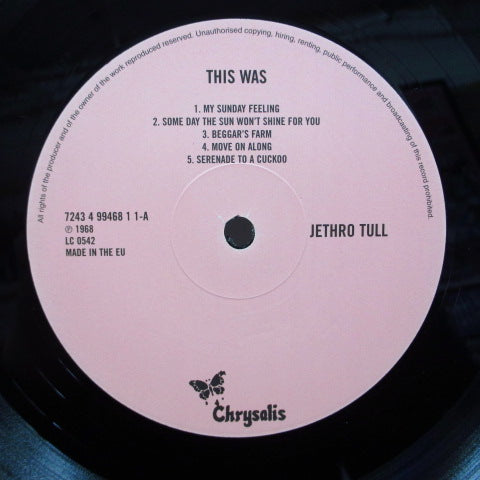 All rights of the producer and of the owner of the work reproduced reserved. Unauthorised copying, hiring, renting, public performance and broadcasting of this record prohibited.
THIS WAS
1. MY SUNDAY FEELING
2. SOME DAY THE SUN WON'T SHINE FOR YOU
3. BEGGAR'S FARM
4. MOVE ON ALONG
5. SERENADE TO A CUCKOO
7243 4 99468 1 1-A
℗ 1968
LC 0542
MADE IN THE EU
JETHRO TULL
Chrysalis